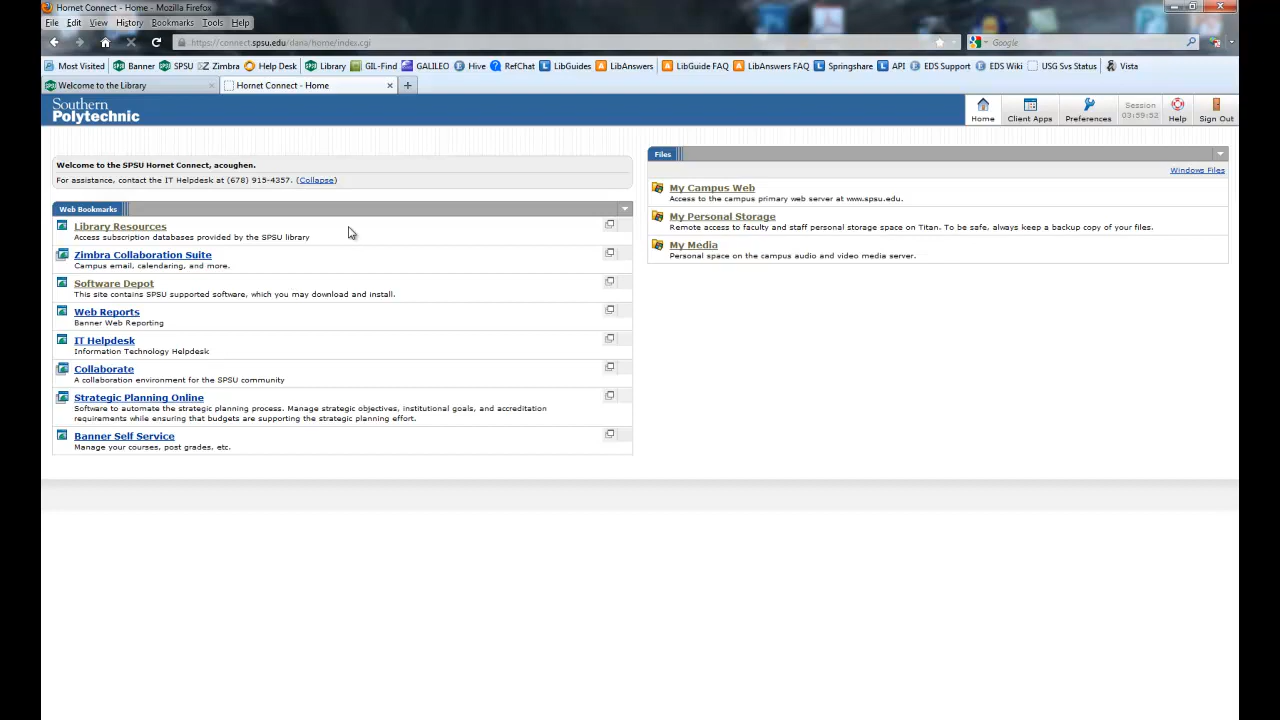 Hornet Connect - Home - Mozilla Firefox
File Edit View History Bookmarks Tools Help
https://connect.spsu.edu/dana/home/index.cgi
Google
Most Visited Banner SPSU Zimbra Help Desk Library GIL-Find GALILEO Hive RefChat LibGuides LibAnswers LibGuide FAQ LibAnswers FAQ Springshare API EDS Support EDS Wiki USG Svs Status Vista
Welcome to the Library
Hornet Connect - Home
Southern
Polytechnic
Home
Client Apps
Preferences
Session
03:59:52
Help
Sign Out
Welcome to the SPSU Hornet Connect, acoughen.
For assistance, contact the IT Helpdesk at (678) 915-4357. (Collapse)
Web Bookmarks
Library Resources
Access subscription databases provided by the SPSU library
Zimbra Collaboration Suite
Campus email, calendaring, and more.
Software Depot
This site contains SPSU supported software, which you may download and install.
Web Reports
Banner Web Reporting
IT Helpdesk
Information Technology Helpdesk
Collaborate
A collaboration environment for the SPSU community
Strategic Planning Online
Software to automate the strategic planning process. Manage strategic objectives, institutional goals, and accreditation
requirements while ensuring that budgets are supporting the strategic planning effort.
Banner Self Service
Manage your courses, post grades, etc.
Files
Windows Files
My Campus Web
Access to the campus primary web server at www.spsu.edu.
My Personal Storage
Remote access to faculty and staff personal storage space on Titan. To be safe, always keep a backup copy of your files.
My Media
Personal space on the campus audio and video media server.